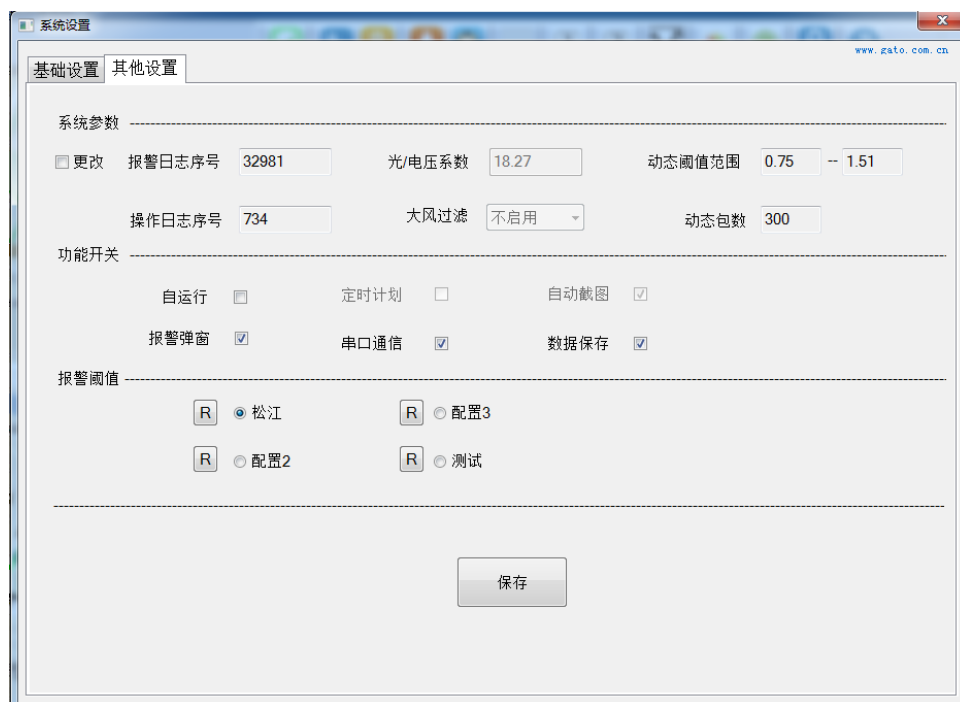 系统设置
www.gato.com.cn
基础设置 其他设置
系统参数
更改 报警日志序号 32981 光/电压系数 18.27 动态阈值范围 0.75 -- 1.51
操作日志序号 734 大风过滤 不启用 动态包数 300
功能开关
自运行 定时计划 自动截图
报警弹窗 串口通信 数据保存
报警阈值
R 松江 R 配置3
R 配置2 R 测试
保存